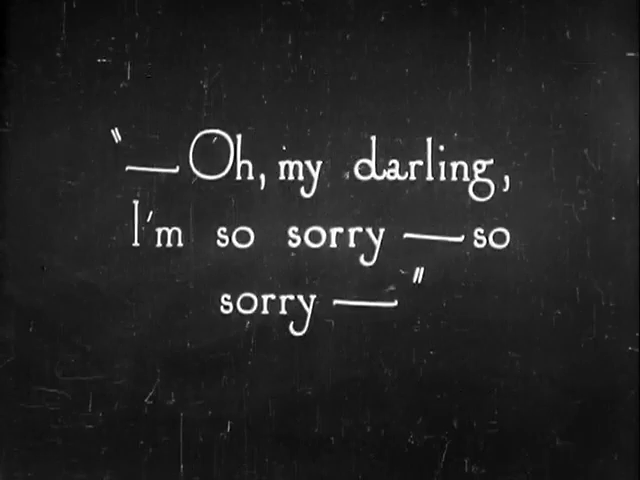 "—Oh, my darling,
I'm so sorry — so
sorry — "